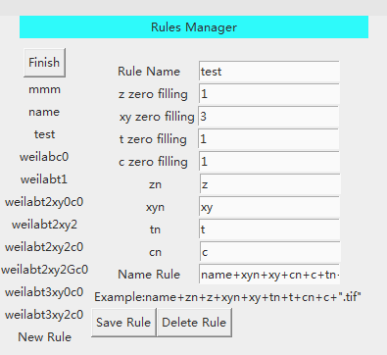 Rules Manager
Finish
mmm
name
test
weilabc0
weilabt1
weilabt2xy0c0
weilabt2xy2
weilabt2xy2c0
weilabt2xy2Gc0
weilabt3xy0c0
weilabt3xy2c0
New Rule
Rule Name test
z zero filling 1
xy zero filling 3
t zero filling 1
c zero filling 1
zn z
xyn xy
tn t
cn c
Name Rule name+xyn+xy+cn+c+tn-
Example:name+zn+z+xyn+xy+tn+t+cn+c+".tif"
Save Rule Delete Rule